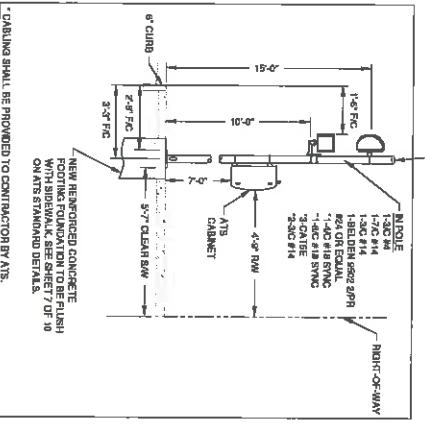 6" CURB
15'-0"
1'-6" F/C
10'-0"
2'-9" F/C
3'-3" F/C
7'-0"
IN POLE
1-3/C #4
1-7/C #14
1-3/C #14
1-BELDEN 9502 2/PR
#24 OR EQUAL
*1-4/C #18 SYNC
*1-6/C #18 SYNC
*3-CAT5E
*2-3/C #14
RIGHT-OF-WAY
ATS
CABINET
4'-9" R/W
5'-7" CLEAR S/W
NEW REINFORCED CONCRETE
FOOTING FOUNDATION TO BE FLUSH
WITH SIDEWALK. SEE SHEET 7 OF 10
ON ATS STANDARD DETAILS.
* CABLING SHALL BE PROVIDED TO CONTRACTOR BY ATS.